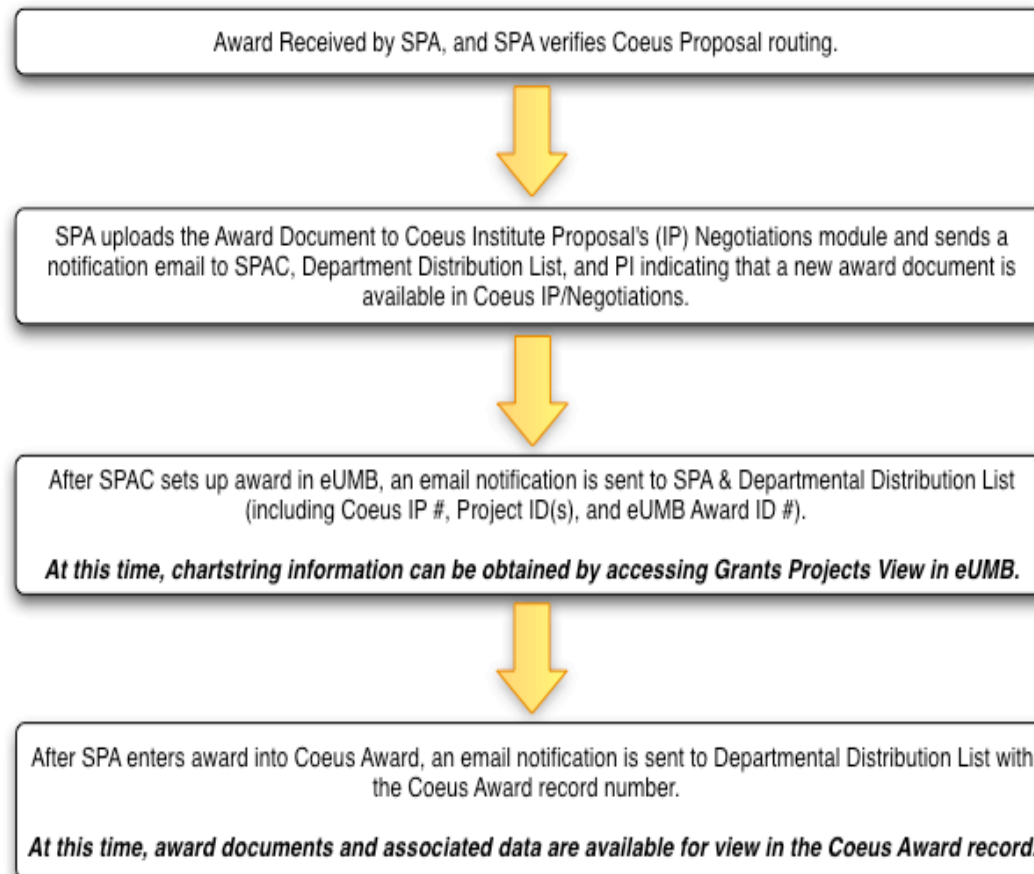 Award Received by SPA, and SPA verifies Coeus Proposal routing.
SPA uploads the Award Document to Coeus Institute Proposal's (IP) Negotiations module and sends a
notification email to SPAC, Department Distribution List, and PI indicating that a new award document is
available in Coeus IP/Negotiations.
After SPAC sets up award in eUMB, an email notification is sent to SPA & Departmental Distribution List
(including Coeus IP #, Project ID(s), and eUMB Award ID #).
At this time, chartstring information can be obtained by accessing Grants Projects View in eUMB.
After SPA enters award into Coeus Award, an email notification is sent to Departmental Distribution List with
the Coeus Award record number.
At this time, award documents and associated data are available for view in the Coeus Award record.